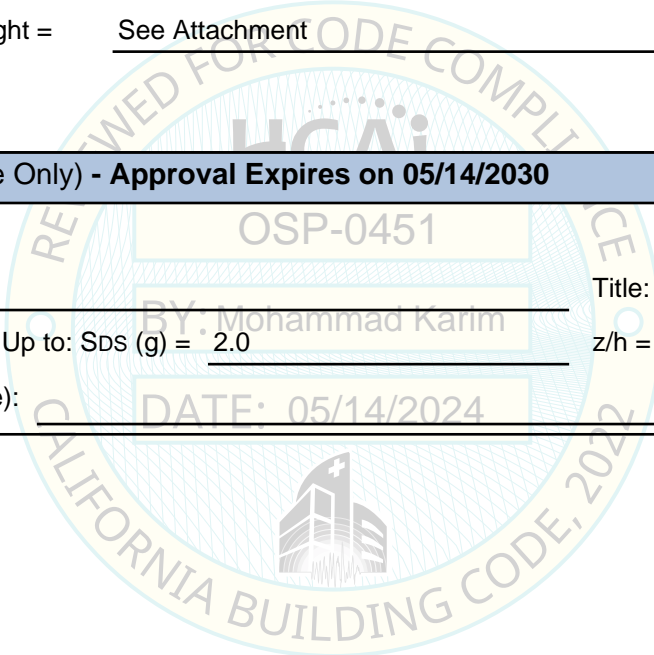 ght = See Attachment
REVIEWED FOR CODE COMPLIANCE
HCAi
e Only) - Approval Expires on 05/14/2030
OSP-0451
Title:
BY: Mohammad Karim
Up to: SDS (g) = 2.0 z/h =
e):
DATE: 05/14/2024
CALIFORNIA BUILDING CODE, 2022